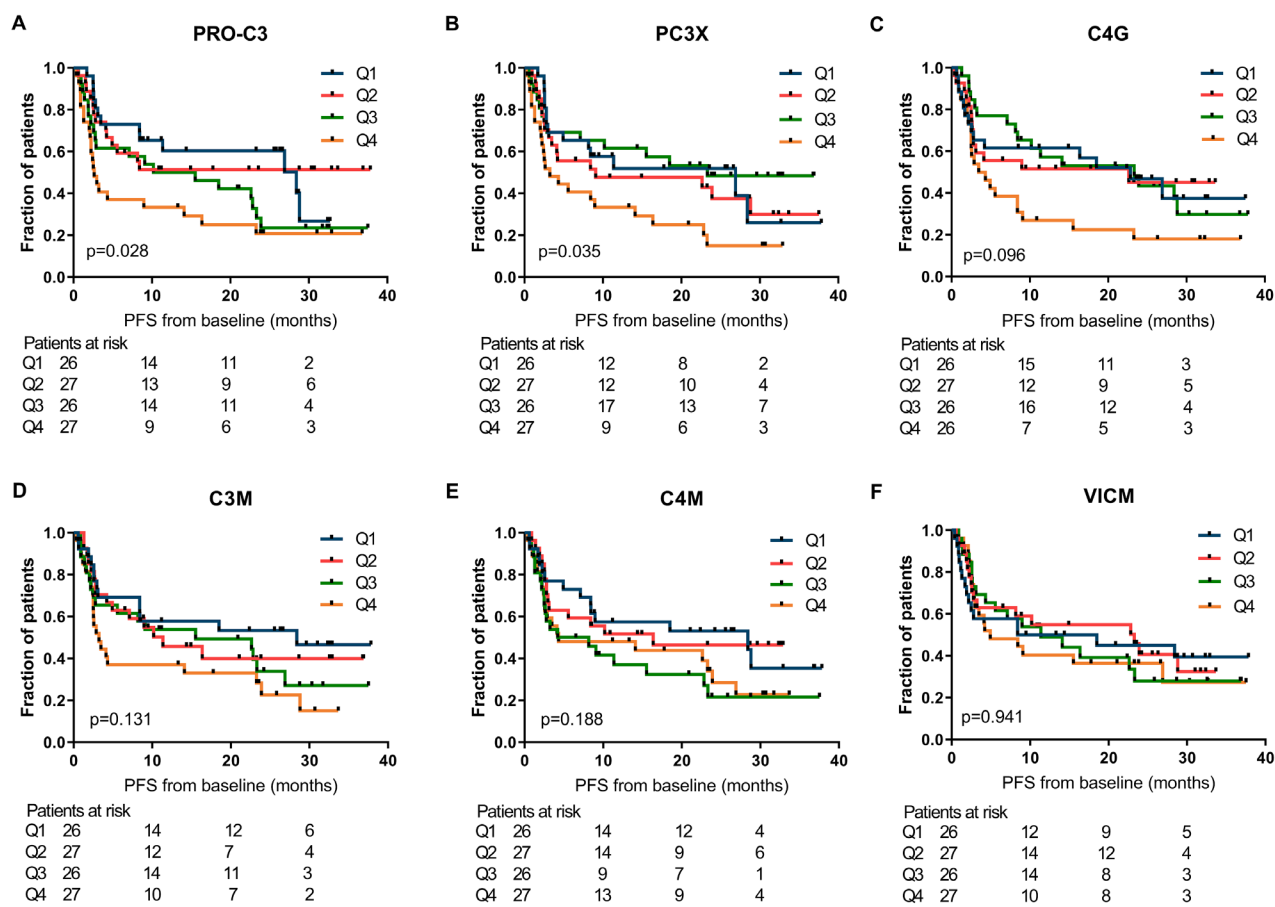 A
PRO-C3
Fraction of patients
1.0
0.8
0.6
0.4
0.2
0.0
Q1
Q2
Q3
Q4
p=0.028
0 10 20 30 40
PFS from baseline (months)
Patients at risk
Q1 26 14 11 2
Q2 27 13 9 6
Q3 26 14 11 4
Q4 27 9 6 3
B
PC3X
Fraction of patients
1.0
0.8
0.6
0.4
0.2
0.0
Q1
Q2
Q3
Q4
p=0.035
0 10 20 30 40
PFS from baseline (months)
Patients at risk
Q1 26 12 8 2
Q2 27 12 10 4
Q3 26 17 13 7
Q4 27 9 6 3
C
C4G
Fraction of patients
1.0
0.8
0.6
0.4
0.2
0.0
Q1
Q2
Q3
Q4
p=0.096
0 10 20 30 40
PFS from baseline (months)
Patients at risk
Q1 26 15 11 3
Q2 27 12 9 5
Q3 26 16 12 4
Q4 26 7 5 3
D
C3M
Fraction of patients
1.0
0.8
0.6
0.4
0.2
0.0
Q1
Q2
Q3
Q4
p=0.131
0 10 20 30 40
PFS from baseline (months)
Patients at risk
Q1 26 14 12 6
Q2 27 12 7 4
Q3 26 14 11 3
Q4 27 10 7 2
E
C4M
Fraction of patients
1.0
0.8
0.6
0.4
0.2
0.0
Q1
Q2
Q3
Q4
p=0.188
0 10 20 30 40
PFS from baseline (months)
Patients at risk
Q1 26 14 12 4
Q2 27 14 9 6
Q3 26 9 7 1
Q4 27 13 9 4
F
VICM
Fraction of patients
1.0
0.8
0.6
0.4
0.2
0.0
Q1
Q2
Q3
Q4
p=0.941
0 10 20 30 40
PFS from baseline (months)
Patients at risk
Q1 26 12 9 5
Q2 27 14 12 4
Q3 26 14 8 3
Q4 27 10 8 3